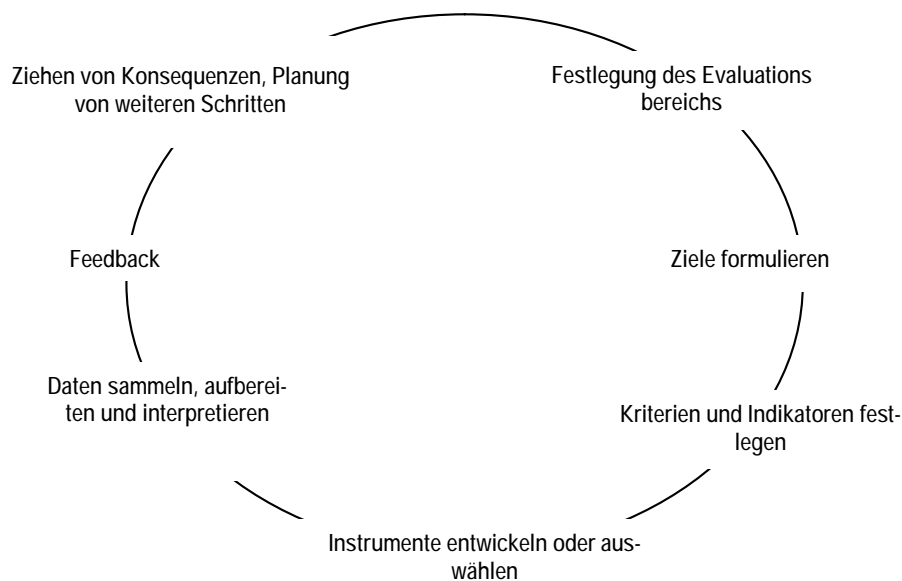 Ziehen von Konsequenzen, Planung
von weiteren Schritten
Festlegung des Evaluations
bereichs
Feedback
Ziele formulieren
Daten sammeln, aufberei-
ten und interpretieren
Kriterien und Indikatoren fest-
legen
Instrumente entwickeln oder aus-
wählen